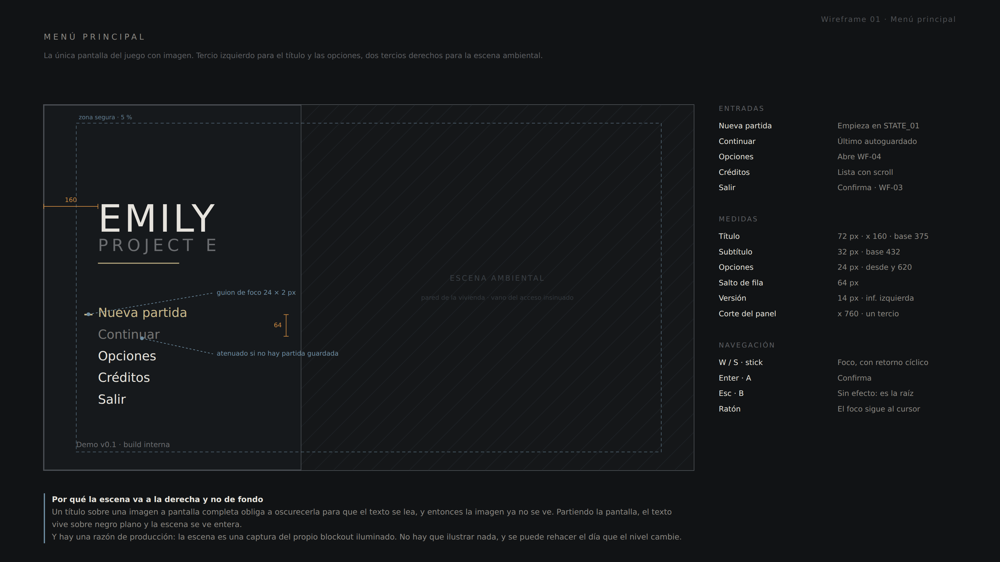 Wireframe 01 · Menú principal
MENÚ PRINCIPAL
La única pantalla del juego con imagen. Tercio izquierdo para el título y las opciones, dos tercios derechos para la escena ambiental.
zona segura · 5 %
160
EMILY
PROJECT E
guion de foco 24 × 2 px
Nueva partida
64
Continuar
atenuado si no hay partida guardada
Opciones
Créditos
Salir
Demo v0.1 · build interna
ESCENA AMBIENTAL
pared de la vivienda · vano del acceso insinuado
ENTRADAS
Nueva partida Empieza en STATE_01
Continuar Último autoguardado
Opciones Abre WF-04
Créditos Lista con scroll
Salir Confirma · WF-03
MEDIDAS
Título 72 px · x 160 · base 375
Subtítulo 32 px · base 432
Opciones 24 px · desde y 620
Salto de fila 64 px
Versión 14 px · inf. izquierda
Corte del panel x 760 · un tercio
NAVEGACIÓN
W / S · stick Foco, con retorno cíclico
Enter · A Confirma
Esc · B Sin efecto: es la raíz
Ratón El foco sigue al cursor
Por qué la escena va a la derecha y no de fondo
Un título sobre una imagen a pantalla completa obliga a oscurecerla para que el texto se lea, y entonces la imagen ya no se ve. Partiendo la pantalla, el texto
vive sobre negro plano y la escena se ve entera.
Y hay una razón de producción: la escena es una captura del propio blockout iluminado. No hay que ilustrar nada, y se puede rehacer el día que el nivel cambie.